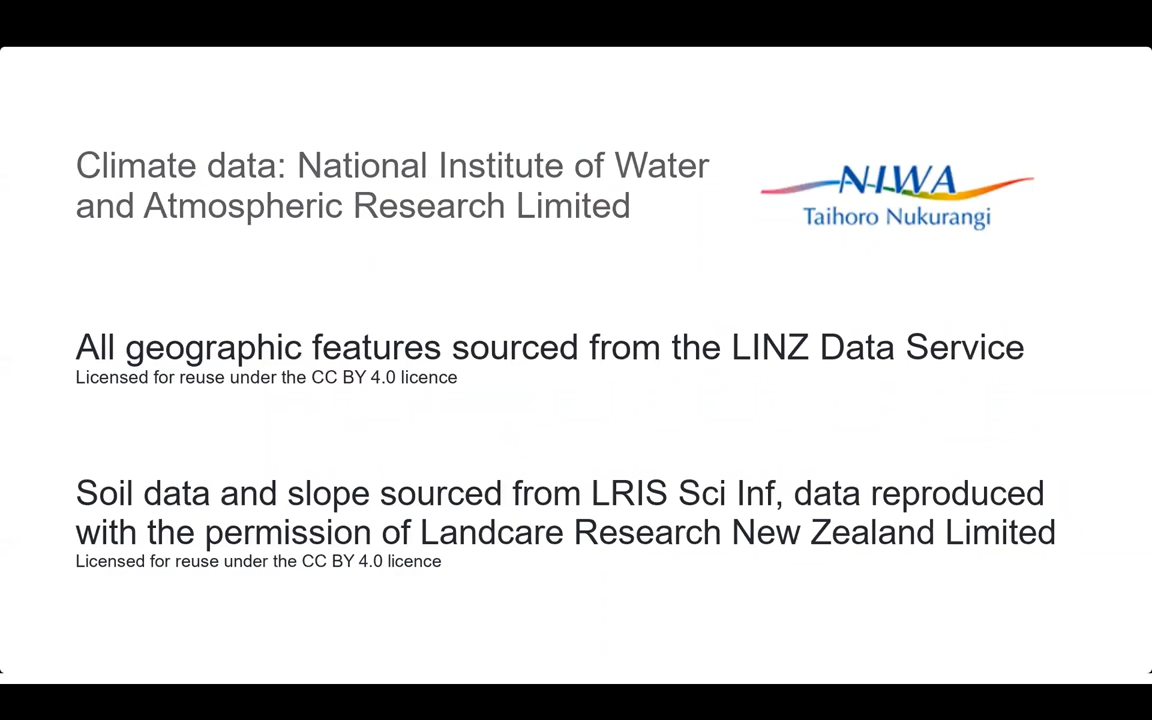 Climate data: National Institute of Water
and Atmospheric Research Limited
NIWA
Taihoro Nukurangi
All geographic features sourced from the LINZ Data Service
Licensed for reuse under the CC BY 4.0 licence
Soil data and slope sourced from LRIS Sci Inf, data reproduced
with the permission of Landcare Research New Zealand Limited
Licensed for reuse under the CC BY 4.0 licence